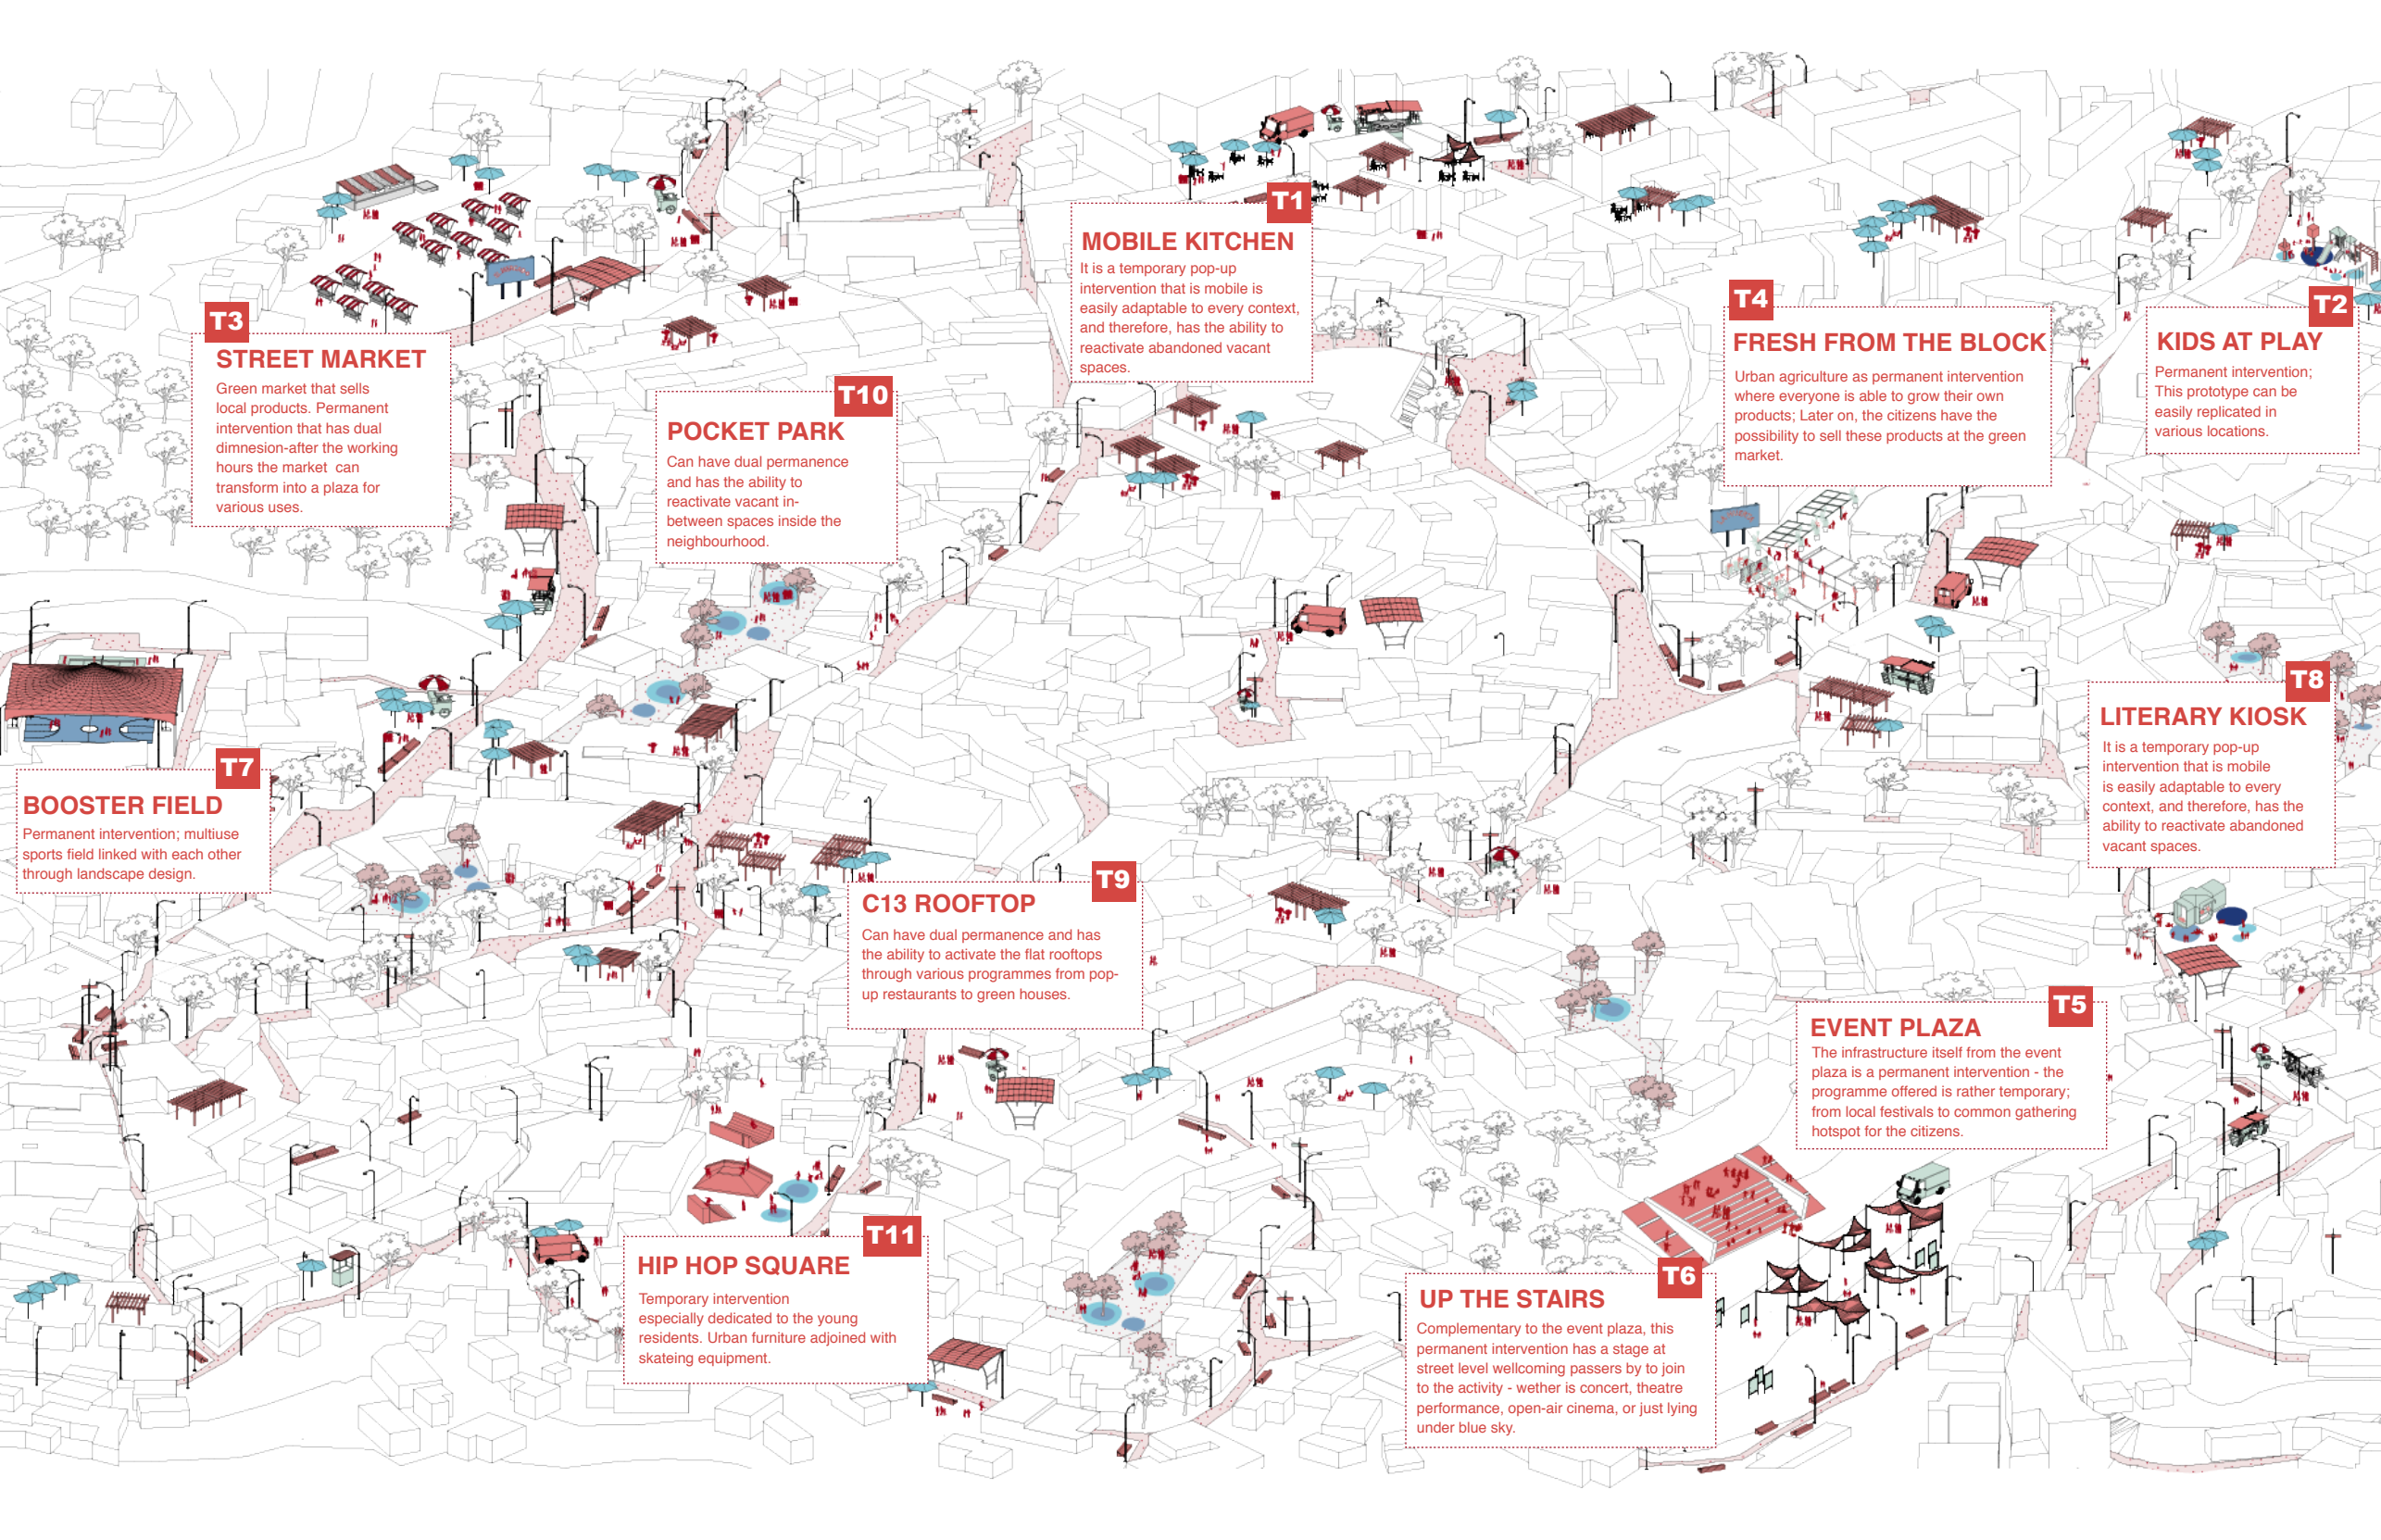 T1
MOBILE KITCHEN
It is a temporary pop-up
intervention that is mobile is
easily adaptable to every context,
and therefore, has the ability to
reactivate abandoned vacant
spaces.
T3
STREET MARKET
Green market that sells
local products. Permanent
intervention that has dual
dimnesion-after the working
hours the market can
transform into a plaza for
various uses.
T10
POCKET PARK
Can have dual permanence
and has the ability to
reactivate vacant in-
between spaces inside the
neighbourhood.
T4
FRESH FROM THE BLOCK
Urban agriculture as permanent intervention
where everyone is able to grow their own
products; Later on, the citizens have the
possibility to sell these products at the green
market.
T2
KIDS AT PLAY
Permanent intervention;
This prototype can be
easily replicated in
various locations.
T7
BOOSTER FIELD
Permanent intervention; multiuse
sports field linked with each other
through landscape design.
T8
LITERARY KIOSK
It is a temporary pop-up
intervention that is mobile
is easily adaptable to every
context, and therefore, has the
ability to reactivate abandoned
vacant spaces.
T9
C13 ROOFTOP
Can have dual permanence and has
the ability to activate the flat rooftops
through various programmes from pop-
up restaurants to green houses.
T5
EVENT PLAZA
The infrastructure itself from the event
plaza is a permanent intervention - the
programme offered is rather temporary;
from local festivals to common gathering
hotspot for the citizens.
T11
HIP HOP SQUARE
Temporary intervention
especially dedicated to the young
residents. Urban furniture adjoined with
skateing equipment.
T6
UP THE STAIRS
Complementary to the event plaza, this
permanent intervention has a stage at
street level wellcoming passers by to join
to the activity - wether is concert, theatre
performance, open-air cinema, or just lying
under blue sky.